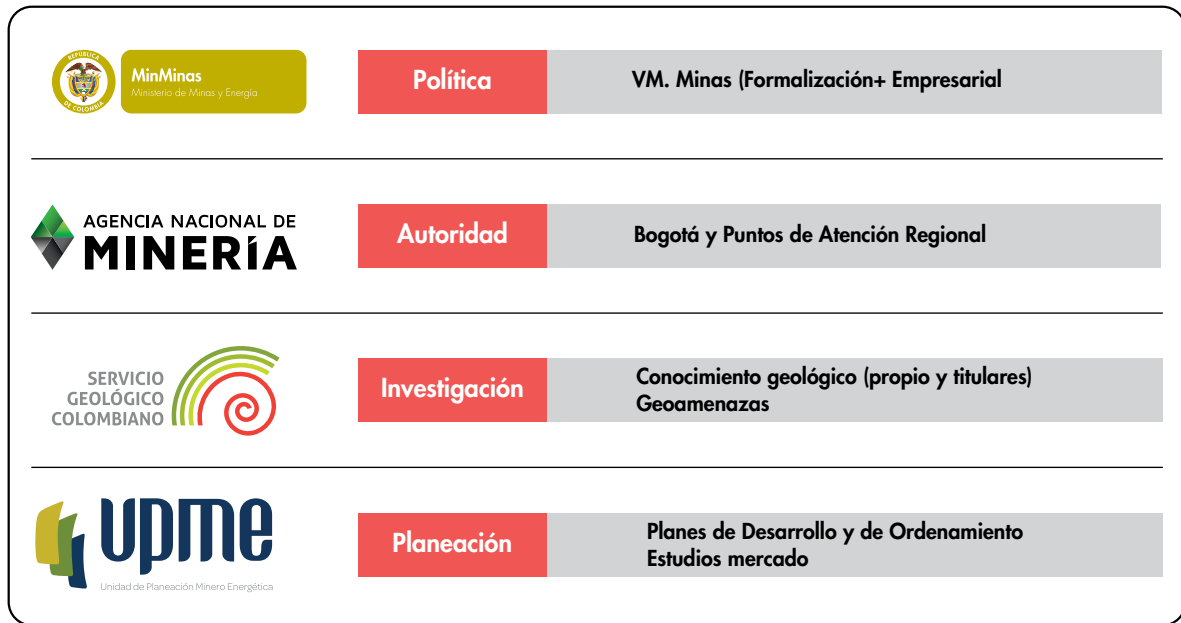 REPÚBLICA
DE COLOMBIA
MinMinas
Ministerio de Minas y Energía
Política
VM. Minas (Formalización+ Empresarial
AGENCIA NACIONAL DE
MINERÍA
Autoridad
Bogotá y Puntos de Atención Regional
SERVICIO
GEOLÓGICO
COLOMBIANO
Investigación
Conocimiento geológico (propio y titulares)
Geoamenazas
upme
Unidad de Planeación Minero Energética
Planeación
Planes de Desarrollo y de Ordenamiento
Estudios mercado